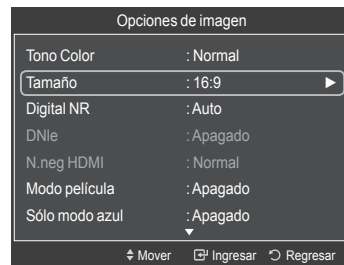 Opciones de imagen
Tono Color : Normal
Tamaño : 16:9
Digital NR : Auto
DNIe : Apagado
N.neg HDMI : Normal
Modo película : Apagado
Sólo modo azul : Apagado
Mover Ingresar Regresar